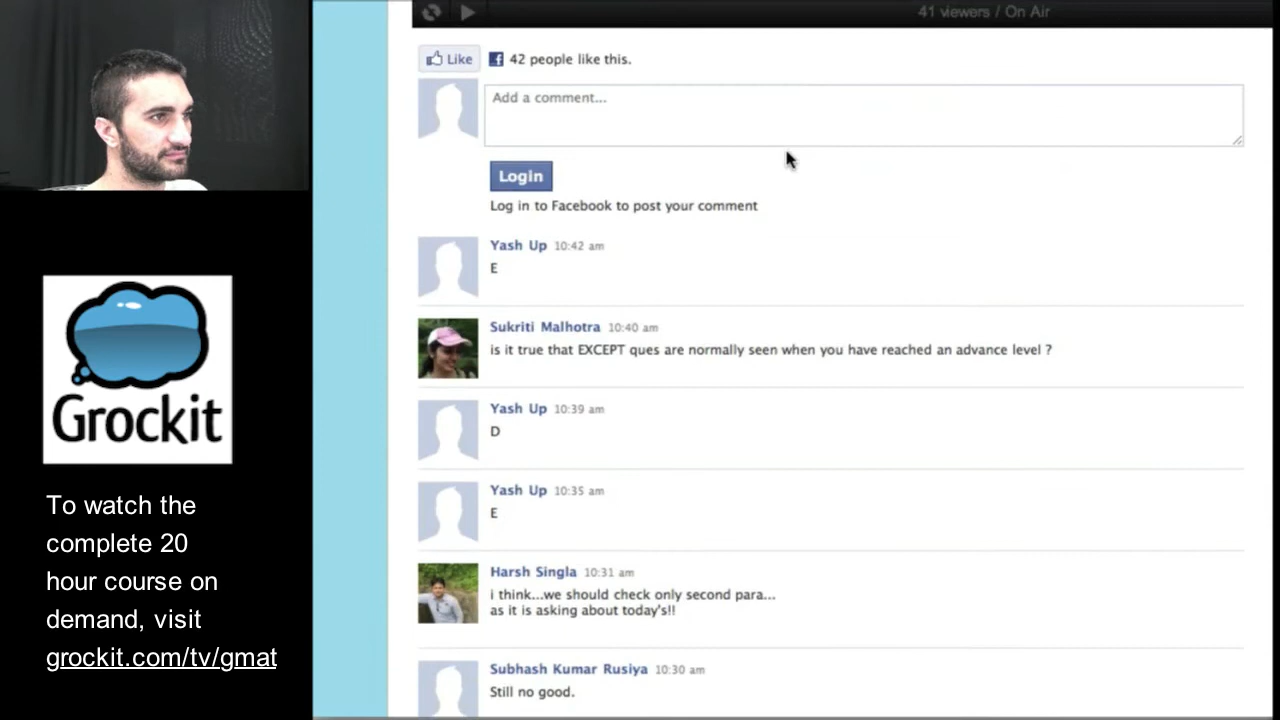 41 viewers / On Air
Like
42 people like this.
Add a comment...
Login
Log in to Facebook to post your comment
Yash Up 10:42 am
E
Sukriti Malhotra 10:40 am
is it true that EXCEPT ques are normally seen when you have reached an advance level ?
Yash Up 10:39 am
D
Yash Up 10:35 am
E
Harsh Singla 10:31 am
i think...we should check only second para...
as it is asking about today's!!
Subhash Kumar Rusiya 10:30 am
Still no good.
Grockit
To watch the
complete 20
hour course on
demand, visit
grockit.com/tv/gmat